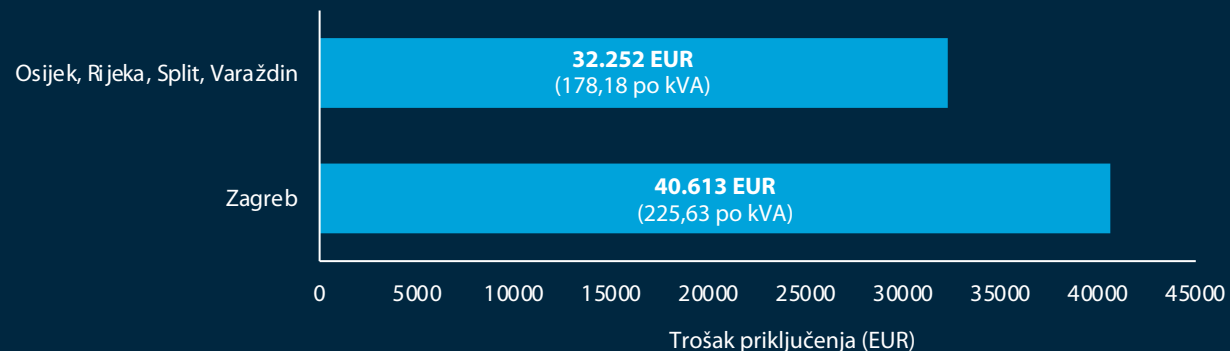 Osijek, Rijeka, Split, Varaždin
32.252 EUR
(178,18 po kVA)
Zagreb
40.613 EUR
(225,63 po kVA)
0 5000 10000 15000 20000 25000 30000 35000 40000 45000
Trošak priključenja (EUR)